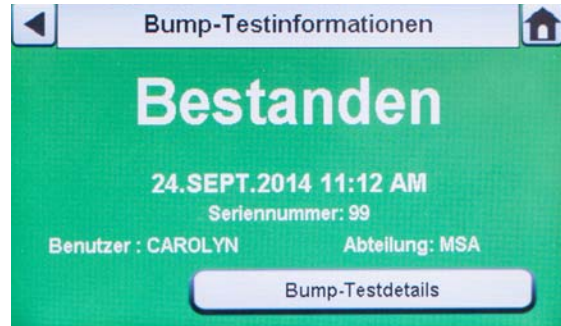 Bump-Testinformationen
Bestanden
24.SEPT.2014 11:12 AM
Seriennummer: 99
Benutzer : CAROLYN Abteilung: MSA
Bump-Testdetails